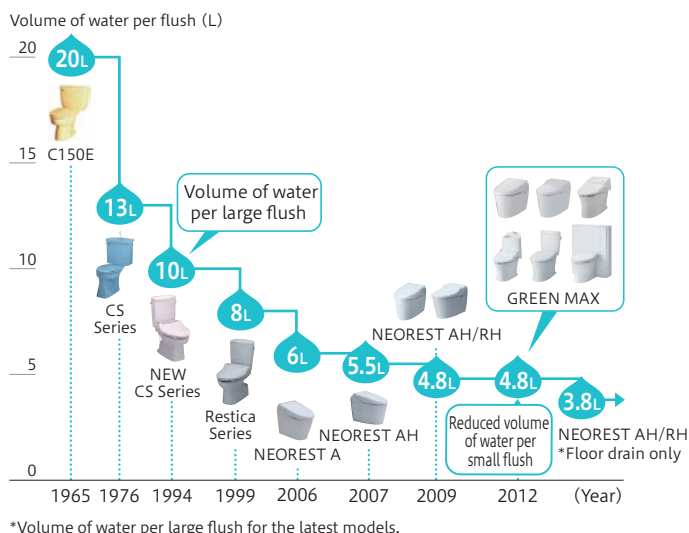 Volume of water per flush (L)
20
15
10
5
0
20L
C150E
13L
CS
Series
10L
Volume of water
per large flush
NEW
CS Series
8L
Restica
Series
6L
NEOREST A
5.5L
NEOREST AH
NEOREST AH/RH
4.8L
GREEN MAX
4.8L
Reduced volume
of water per
small flush
3.8L
NEOREST AH/RH
*Floor drain only
1965 1976 1994 1999 2006 2007 2009 2012 (Year)
*Volume of water per large flush for the latest models.